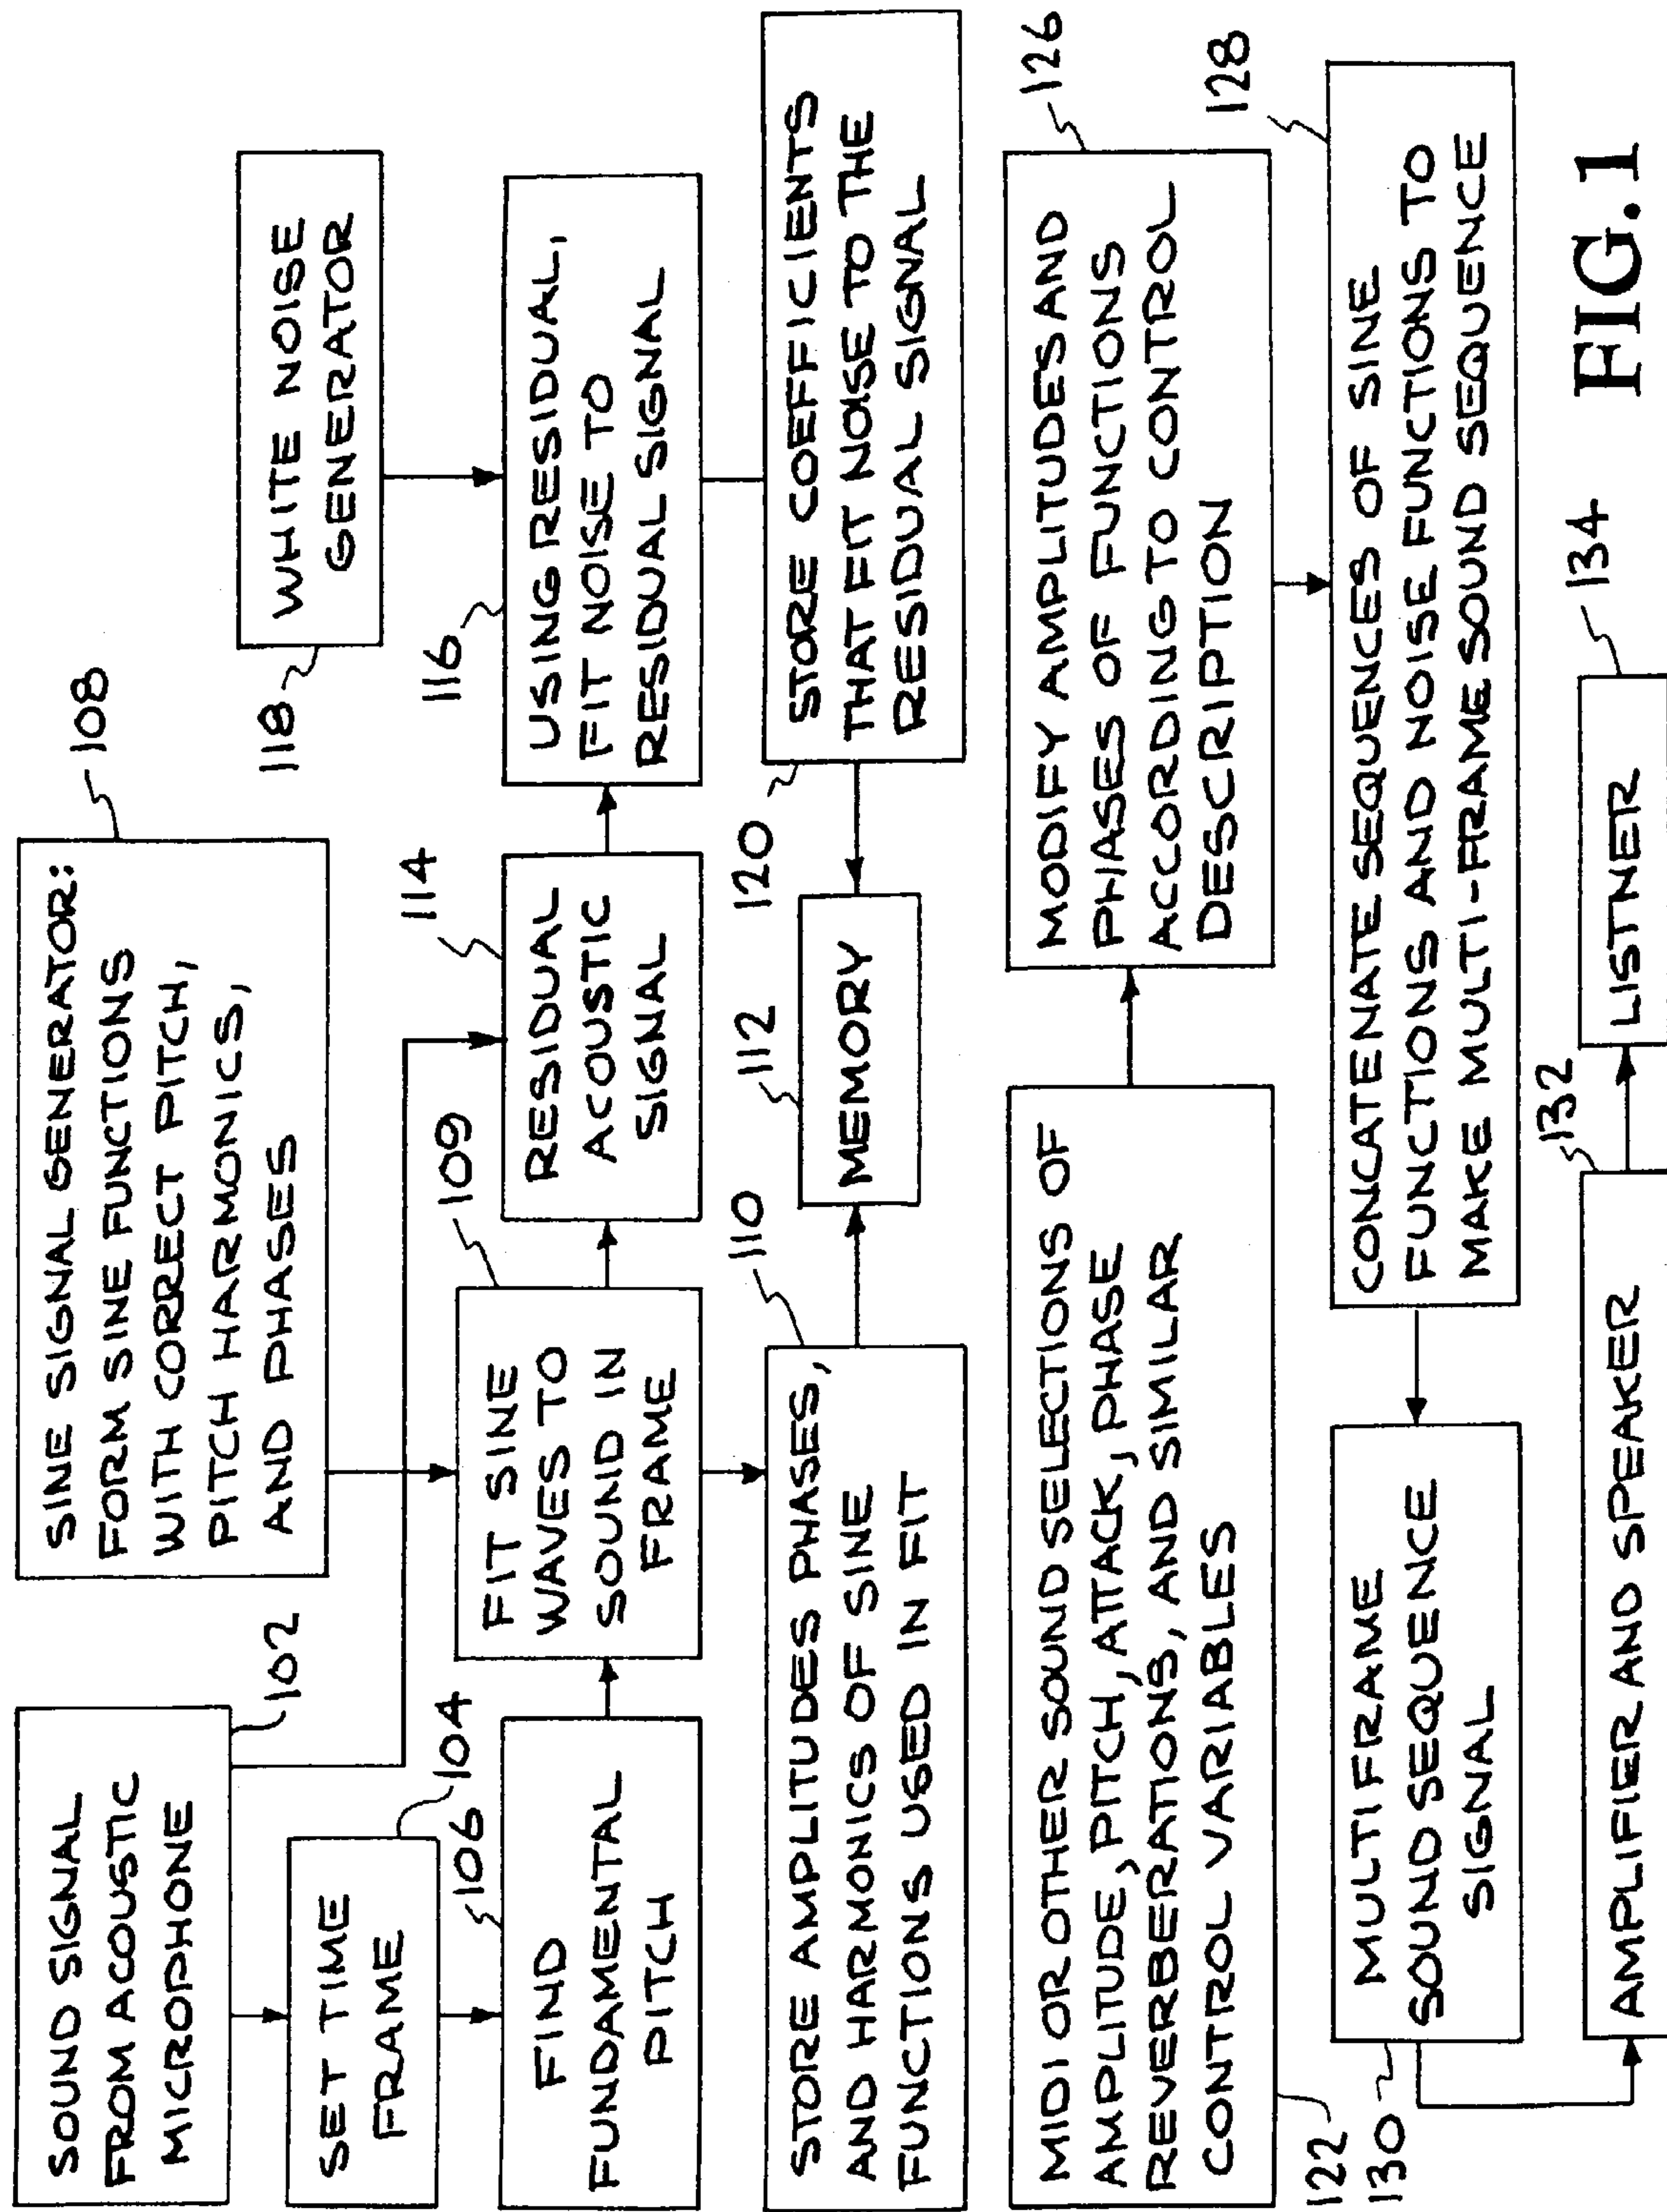 SOUND SIGNAL
FROM ACOUSTIC
MICROPHONE
102
SINE SIGNAL GENERATOR:
FORM SINE FUNCTIONS
WITH CORRECT PITCH,
PITCH HARMONICS,
AND PHASES
108
SET TIME
FRAME
104
WHITE NOISE
GENERATOR
118
FIND
FUNDAMENTAL
PITCH
106
FIT SINE
WAVES TO
SOUND IN
FRAME
109
RESIDUAL
ACOUSTIC
SIGNAL
114
USING RESIDUAL,
FIT NOISE TO
RESIDUAL SIGNAL
116
STORE AMPLITUDES PHASES,
AND HARMONICS OF SINE
FUNCTIONS USED IN FIT
110
MEMORY
112
STORE COEFFICIENTS
THAT FIT NOISE TO THE
RESIDUAL SIGNAL
120
MIDI OR OTHER SOUND SELECTIONS OF
AMPLITUDE, PITCH, ATTACK, PHASE
REVERBERATIONS, AND SIMILAR
CONTROL VARIABLES
122
MODIFY AMPLITUDES AND
PHASES OF FUNCTIONS
ACCORDING TO CONTROL
DESCRIPTION
126
MULTIFRAME
SOUND SEQUENCE
SIGNAL
130
CONCATENATE SEQUENCES OF SINE
FUNCTIONS AND NOISE FUNCTIONS TO
MAKE MULTI-FRAME SOUND SEQUENCE
128
AMPLIFIER AND SPEAKER
132
LISTNER
134
FIG.1